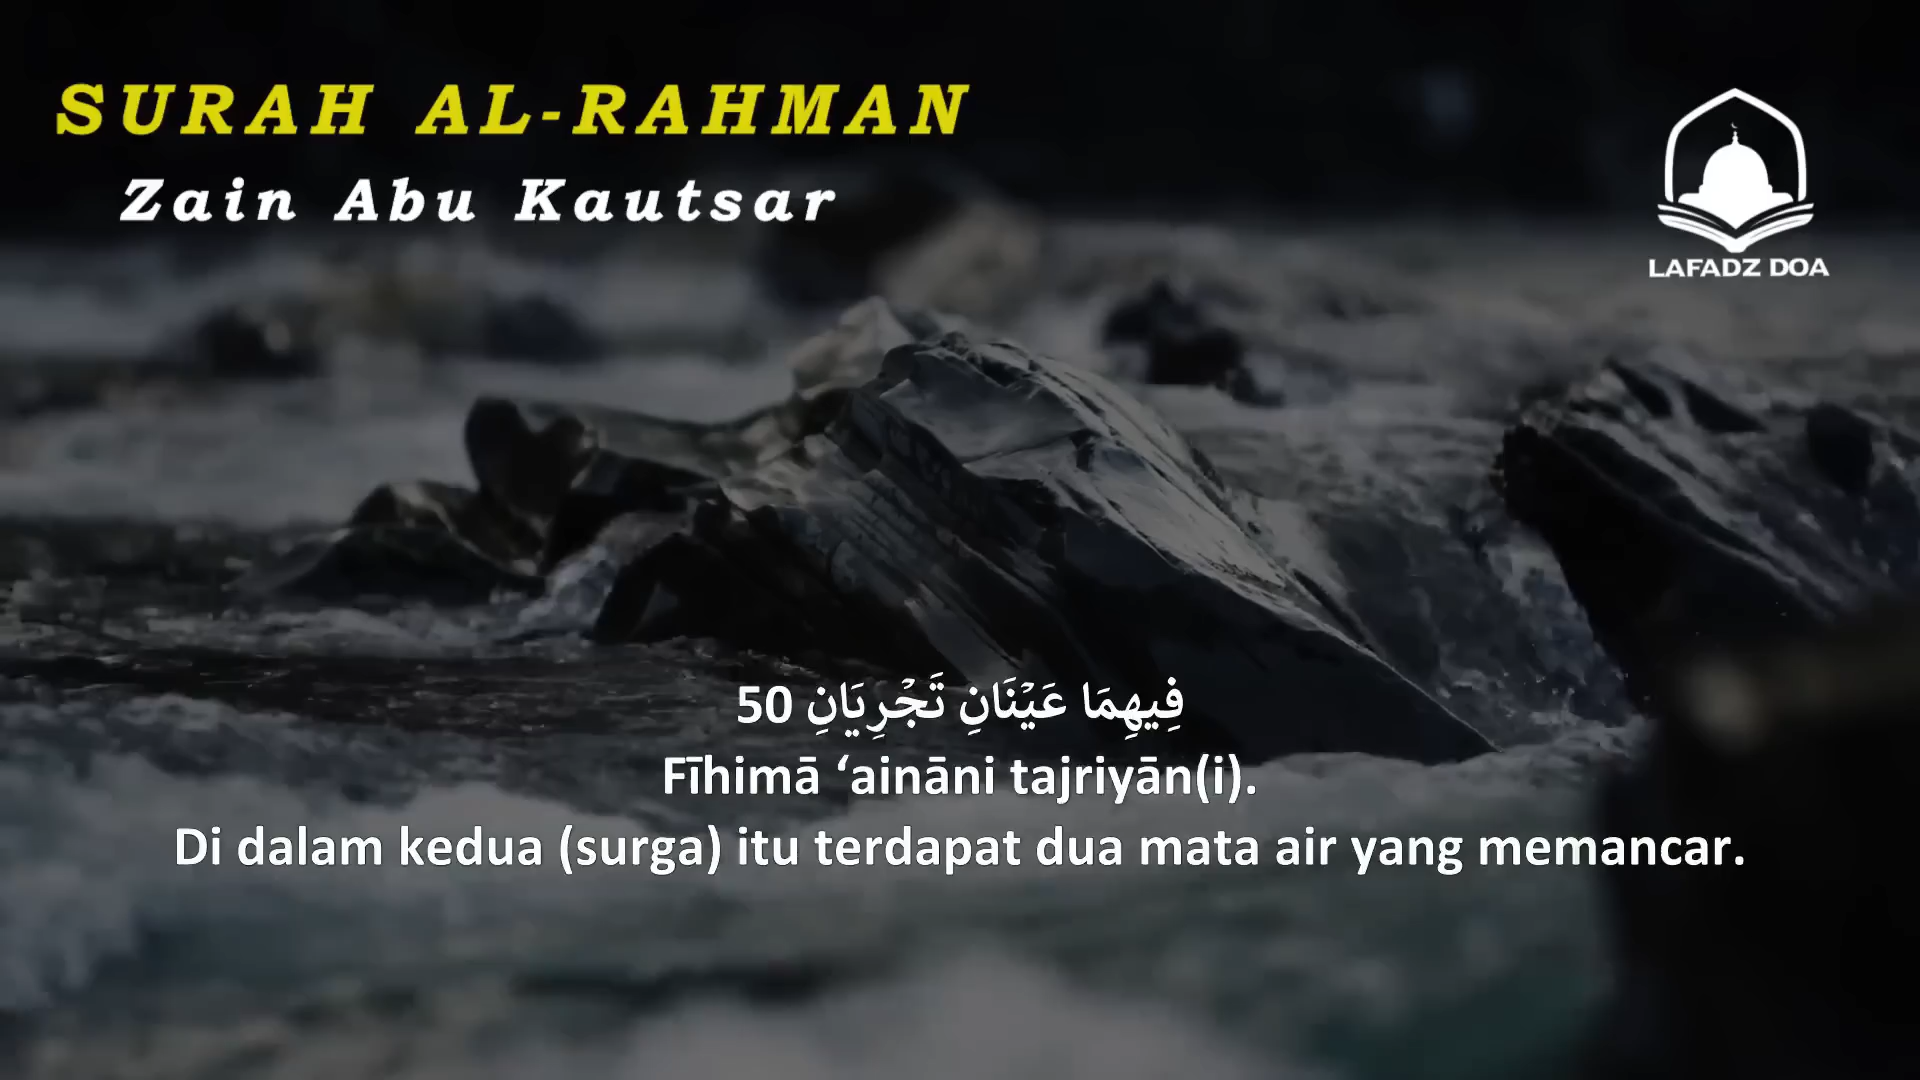 SURAH AL-RAHMAN
Zain Abu Kautsar
LAFADZ DOA
فِيهِمَا عَيْنَانِ تَجْرِيَانِ 50
Fīhimā ‘aināni tajriyān(i).
Di dalam kedua (surga) itu terdapat dua mata air yang memancar.